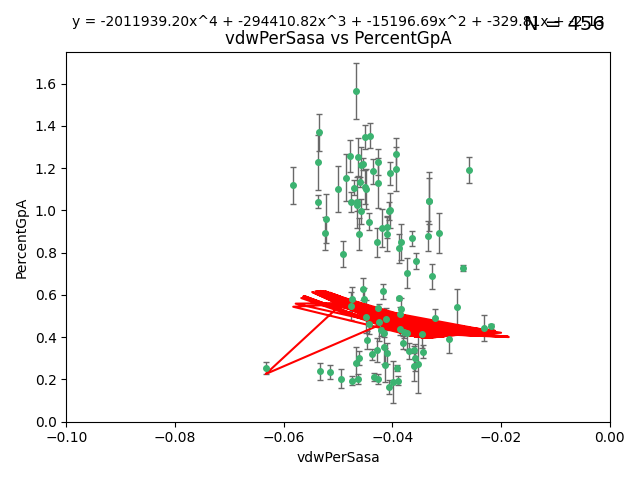 y = -2011939.20x^4 + -294410.82x^3 + -15196.69x^2 + -329.81x + -2.13
N = 456
vdwPerSasa vs PercentGpA
PercentGpA
1.6
1.4
1.2
1.0
0.8
0.6
0.4
0.2
0.0
−0.10 −0.08 −0.06 −0.04 −0.02 0.00
vdwPerSasa